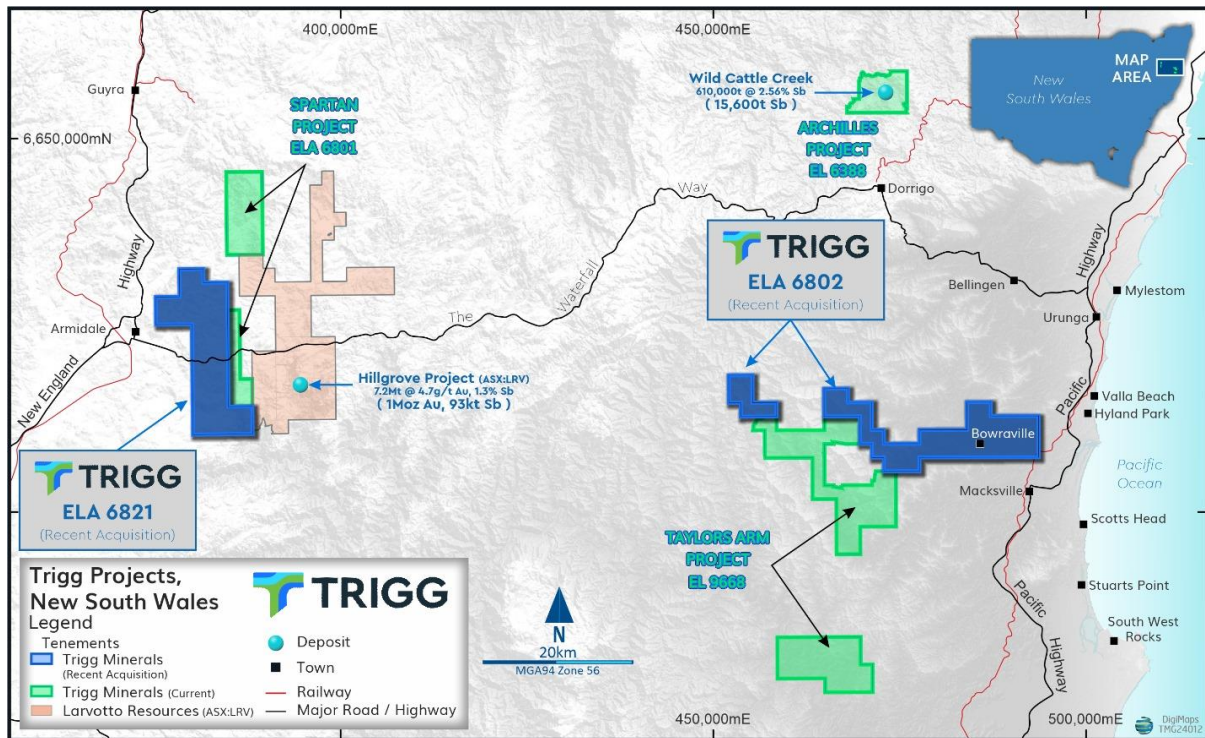 400,000mE
450,000mE
Guyra
6,650,000mN
SPARTAN
PROJECT
ELA 6801
Wild Cattle Creek
610,000t @ 2.56% Sb
( 15,600t Sb )
ARCHILLES
PROJECT
EL 6388
New
South Wales
MAP
AREA
Dorrigo
Way
Waterfall
The
Highway
Armidale
New England
TRIGG
ELA 6802
(Recent Acquisition)
Bellingen
Highway
Mylestom
Urunga
Pacific
Hillgrove Project (ASX:LRV)
7.2Mt @ 4.7g/t Au, 1.3% Sb
( 1Moz Au, 93kt Sb )
Valla Beach
Hyland Park
Bowraville
TRIGG
ELA 6821
(Recent Acquisition)
Pacific
Ocean
Macksville
Scotts Head
TAYLORS ARM
PROJECT
EL 9668
Stuarts Point
South West
Rocks
Pacific
Highway
Trigg Projects,
New South Wales
Legend
Tenements
Trigg Minerals
(Recent Acquisition)
Trigg Minerals (Current)
Larvotto Resources (ASX:LRV)
TRIGG
Deposit
Town
Railway
Major Road / Highway
N
20km
MGA94 Zone 56
450,000mE
500,000mE
DigiMaps
TMG24012